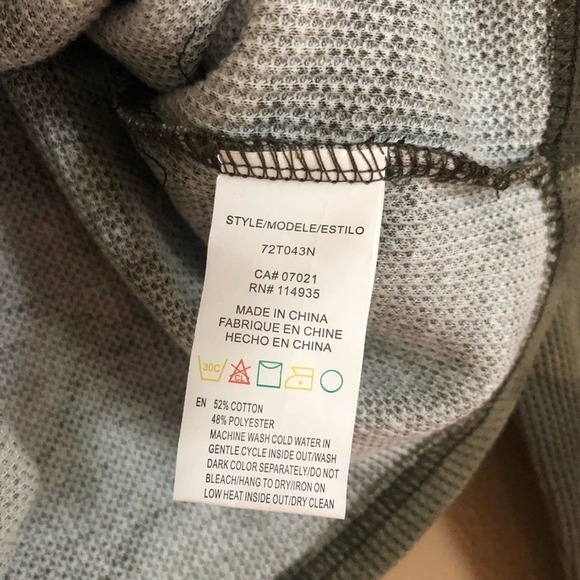 STYLE/MODELE/ESTILO
72T043N
CA# 07021
RN# 114935
MADE IN CHINA
FABRIQUE EN CHINE
HECHO EN CHINA
30C CL
EN 52% COTTON
48% POLYESTER
MACHINE WASH COLD WATER IN
GENTLE CYCLE INSIDE OUT/WASH
DARK COLOR SEPARATELY/DO NOT
BLEACH/HANG TO DRY/IRON ON
LOW HEAT INSIDE OUT/DRY CLEAN